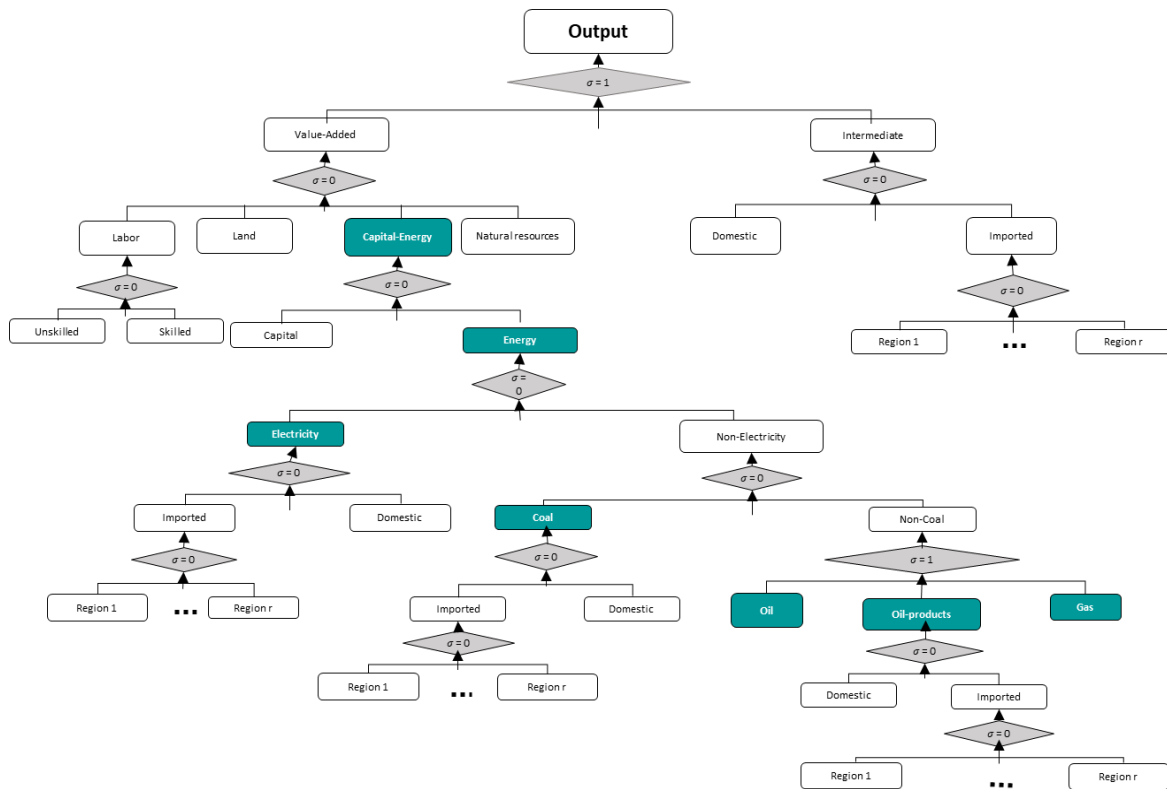 Output
σ = 1
Value-Added
Intermediate
σ = 0
σ = 0
Labor
Land
Capital-Energy
Natural resources
Domestic
Imported
σ = 0
σ = 0
σ = 0
Unskilled
Skilled
Capital
Energy
Region 1
...
Region r
σ =
0
Electricity
Non-Electricity
σ = 0
σ = 0
Imported
Domestic
Coal
Non-Coal
σ = 0
σ = 0
σ = 1
Region 1
...
Region r
Imported
Domestic
Oil
Oil-products
Gas
σ = 0
σ = 0
Region 1
...
Region r
Domestic
Imported
σ = 0
Region 1
...
Region r